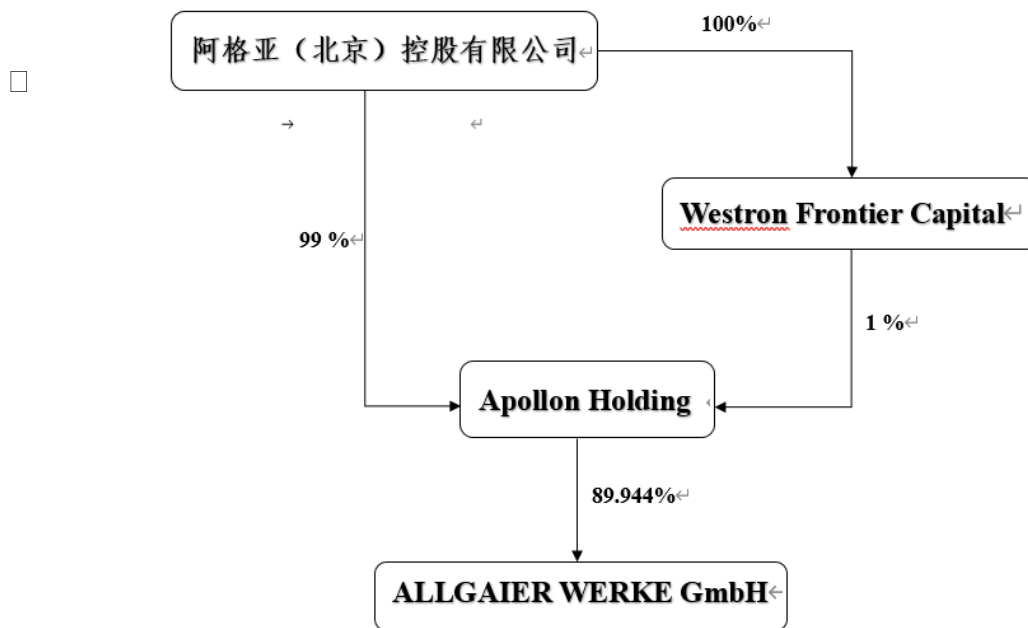 100%
阿格亚（北京）控股有限公司
Westron Frontier Capital
99 %
1 %
Apollon Holding
89.944%
ALLGAIER WERKE GmbH